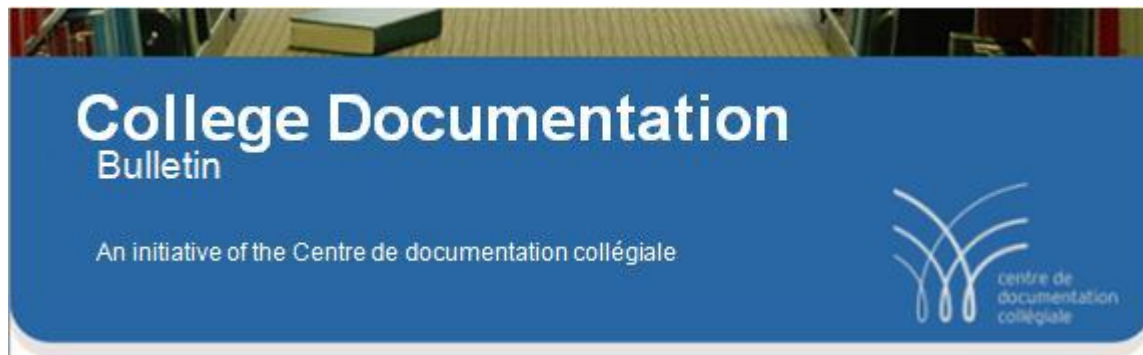 College Documentation
Bulletin
An initiative of the Centre de documentation collégiale
centre de
documentation
collégiale